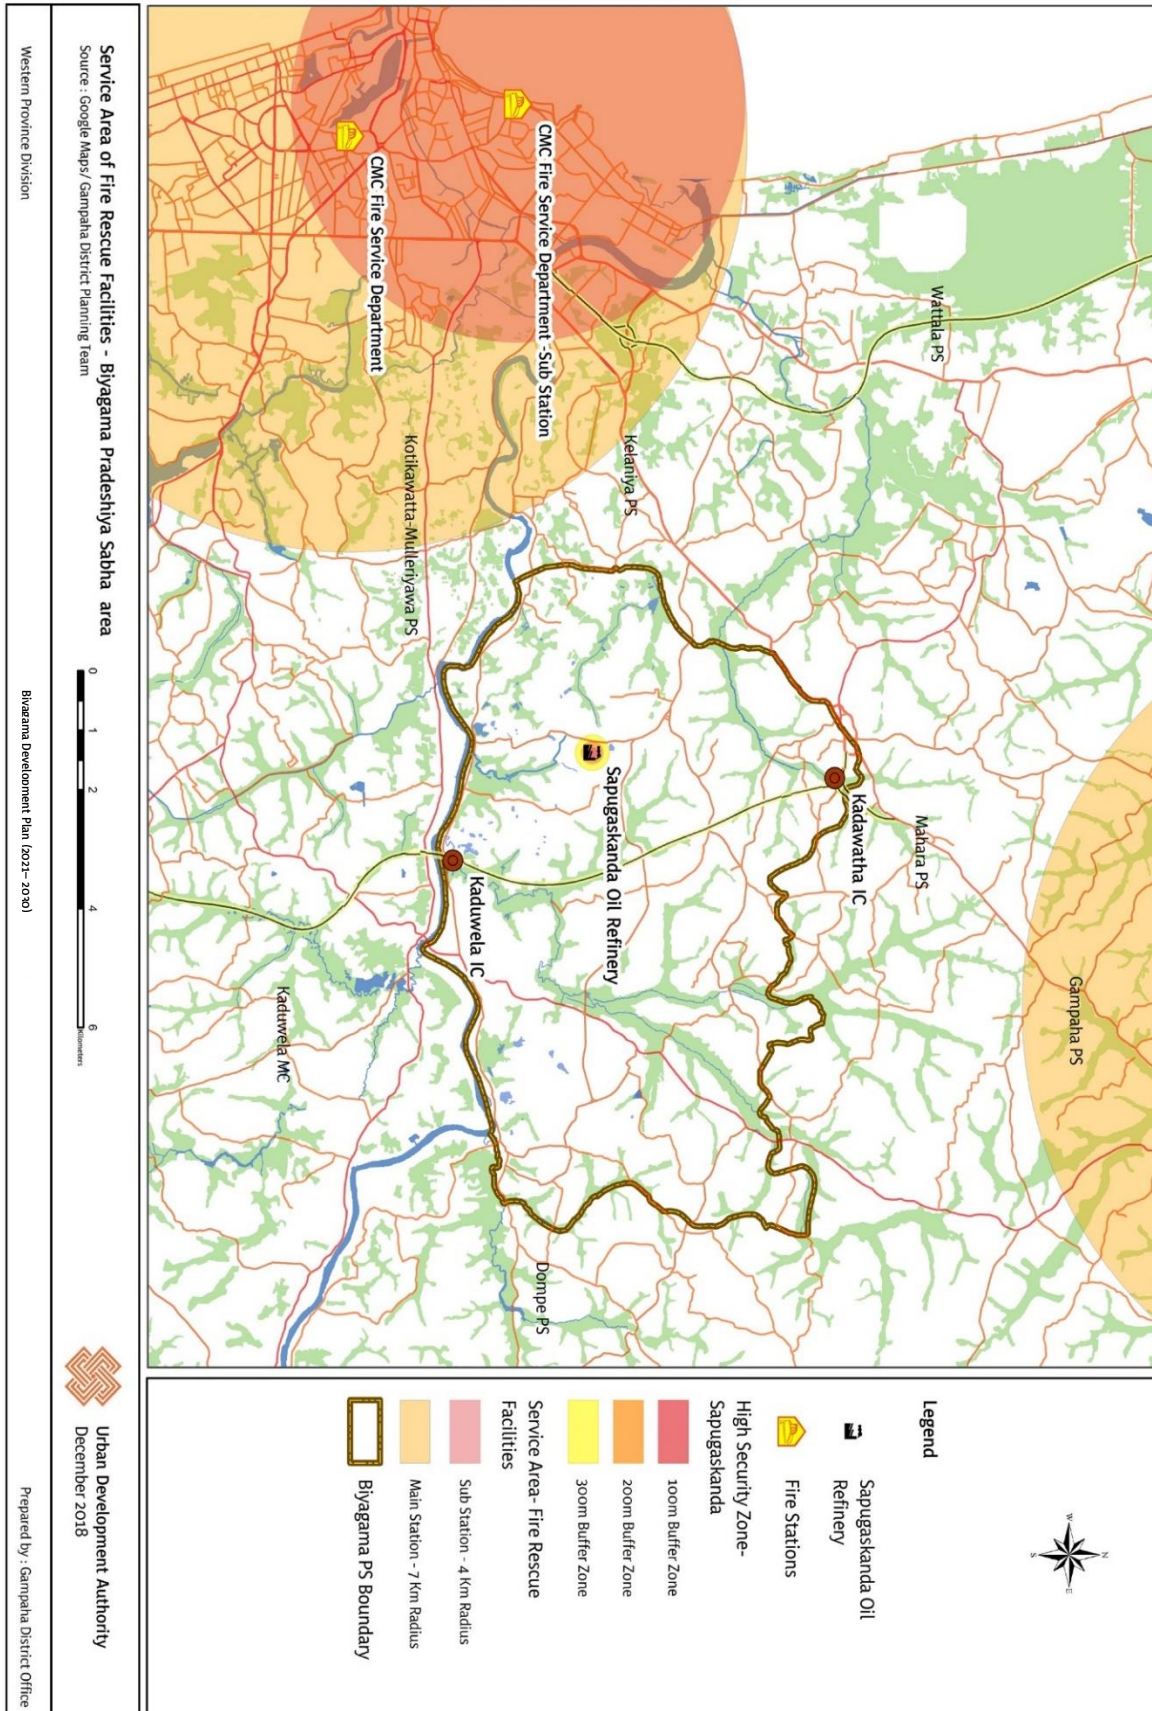 Wattala PS
Gampaha PS
Mahara PS
Kadawatha IC
Kelaniya PS
Sapugaskanda Oil Refinery
CMC Fire Service Department -Sub Station
Dompe PS
Kaduwela IC
Kotikawatta-Mulleriyawa PS
CMC Fire Service Department
Kaduwela MC
N
W
E
S
Legend
Sapugaskanda Oil
Refinery
Fire Stations
High Security Zone-
Sapugaskanda
100m Buffer Zone
200m Buffer Zone
300m Buffer Zone
Service Area- Fire Rescue
Facilities
Sub Station - 4 Km Radius
Main Station - 7 Km Radius
Biyagama PS Boundary
Service Area of Fire Rescue Facilities - Biyagama Pradeshiya Sabha area
Source : Google Maps/ Gampaha District Planning Team
0 1 2 4 6
Kilometers
Urban Development Authority
December 2018
Western Province Division
Biyagama Development Plan (2021– 2030)
Prepared by : Gampaha District Office